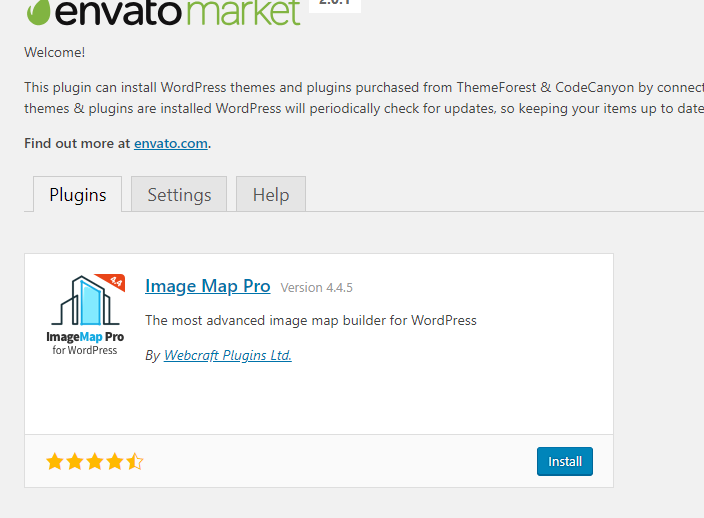 envato market
Welcome!
This plugin can install WordPress themes and plugins purchased from ThemeForest & CodeCanyon by connect
themes & plugins are installed WordPress will periodically check for updates, so keeping your items up to date
Find out more at envato.com.
Plugins Settings Help
4.4
Image Map Pro Version 4.4.5
The most advanced image map builder for WordPress
ImageMap Pro
for WordPress
By Webcraft Plugins Ltd.
Install